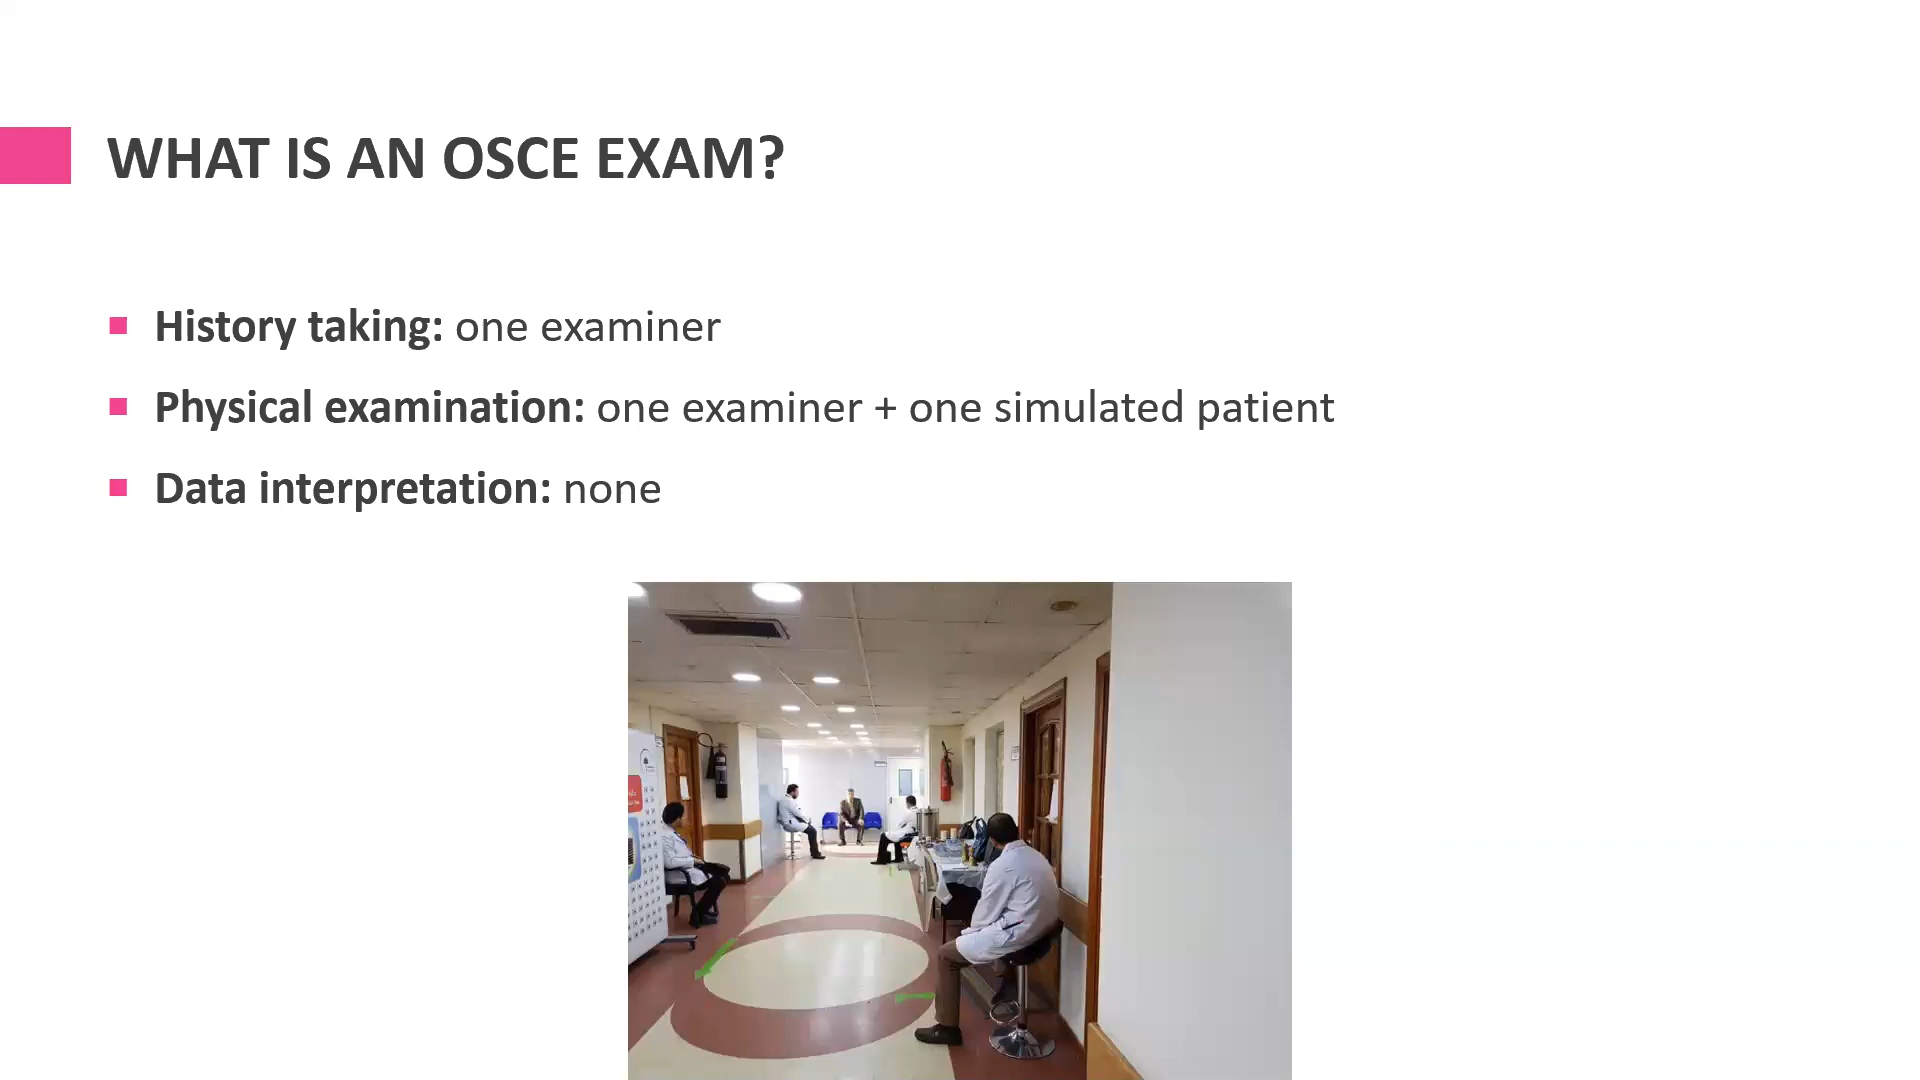 WHAT IS AN OSCE EXAM?
History taking: one examiner
Physical examination: one examiner + one simulated patient
Data interpretation: none